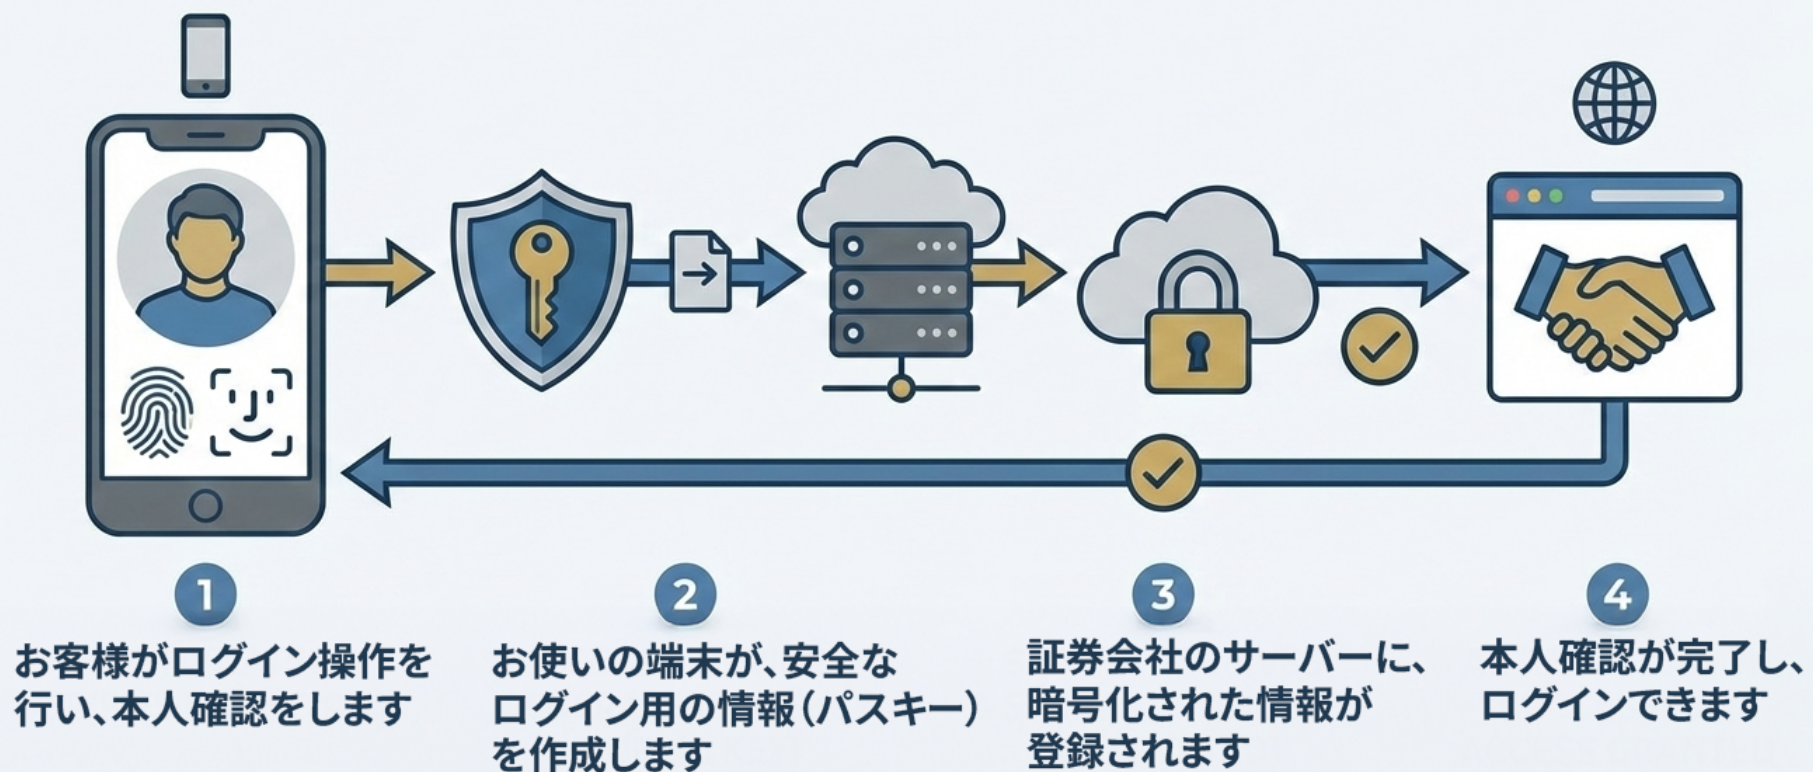 1
お客様がログイン操作を
行い、本人確認をします
2
お使いの端末が、安全な
ログイン用の情報（パスキー）
を作成します
3
証券会社のサーバーに、
暗号化された情報が
登録されます
4
本人確認が完了し、
ログインできます